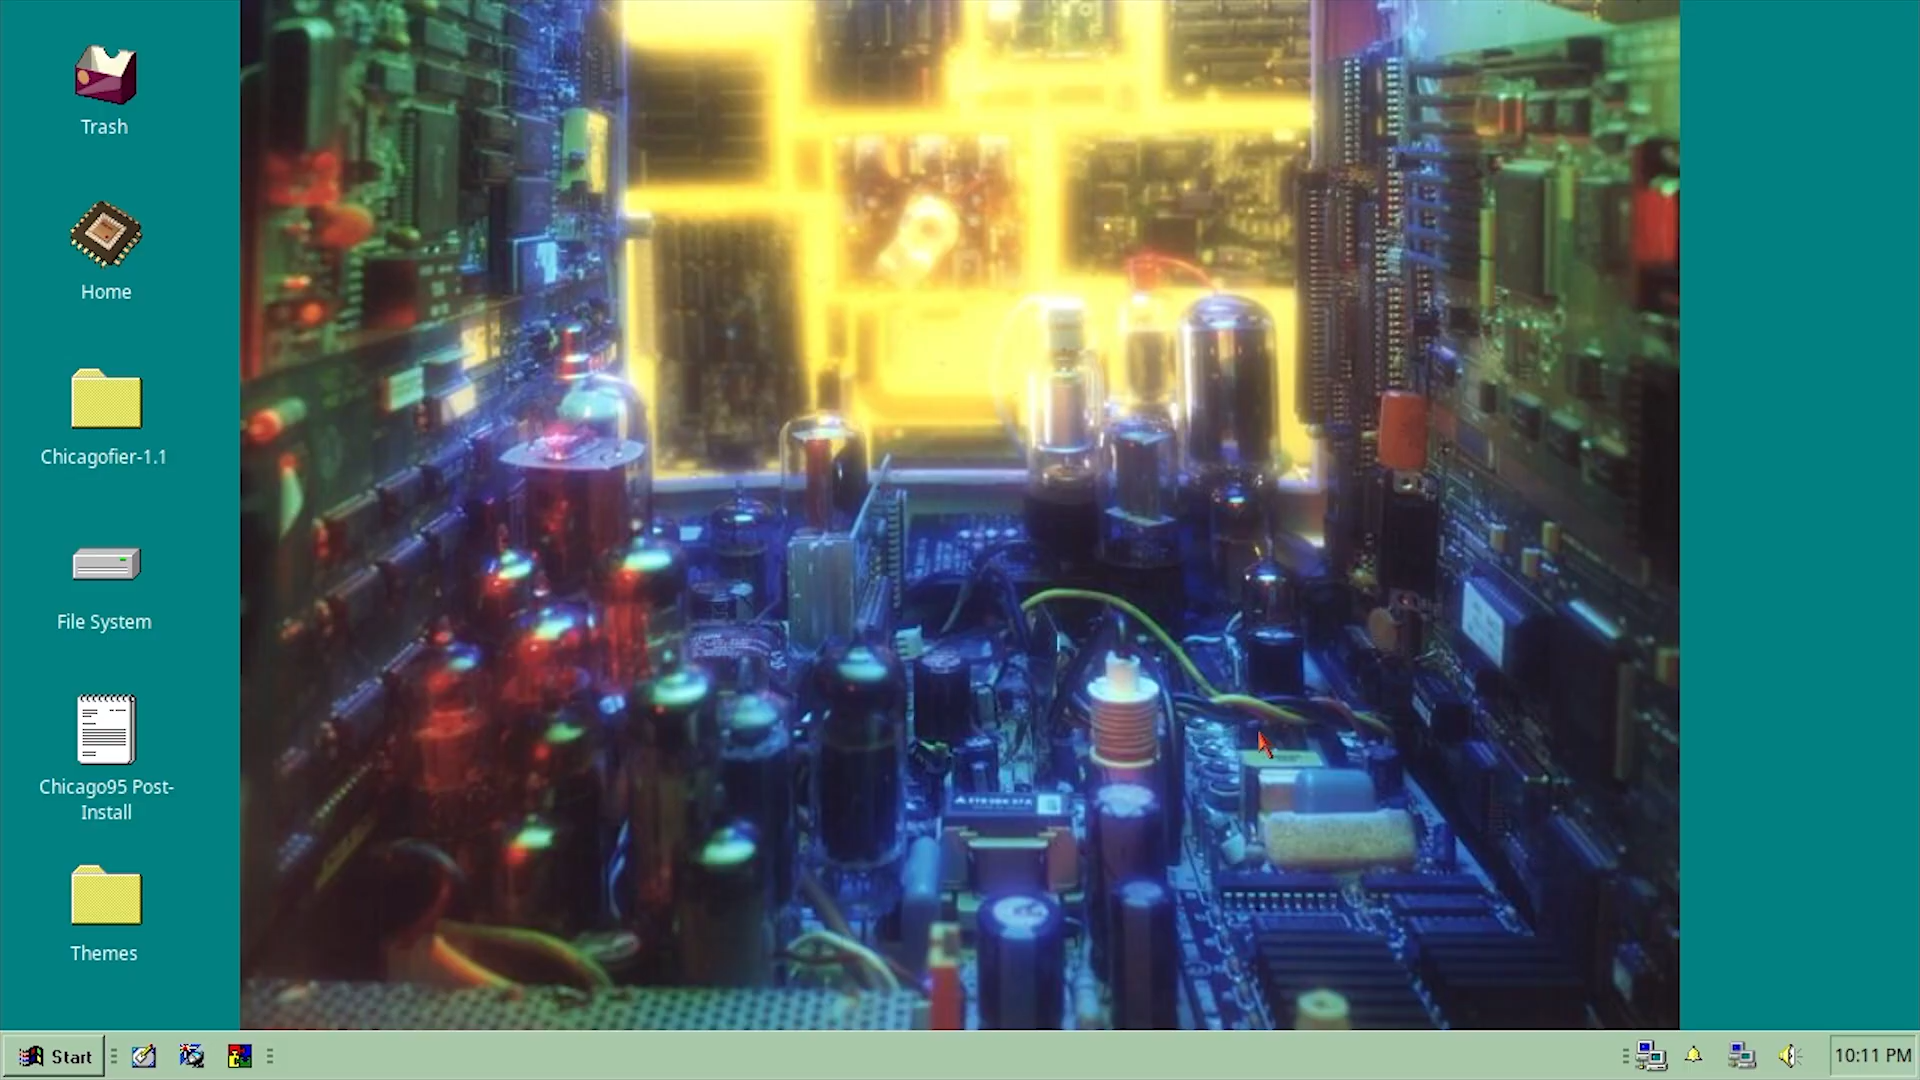 Trash
Home
Chicagofier-1.1
File System
Chicago95 Post-
Install
Themes
Start
10:11 PM